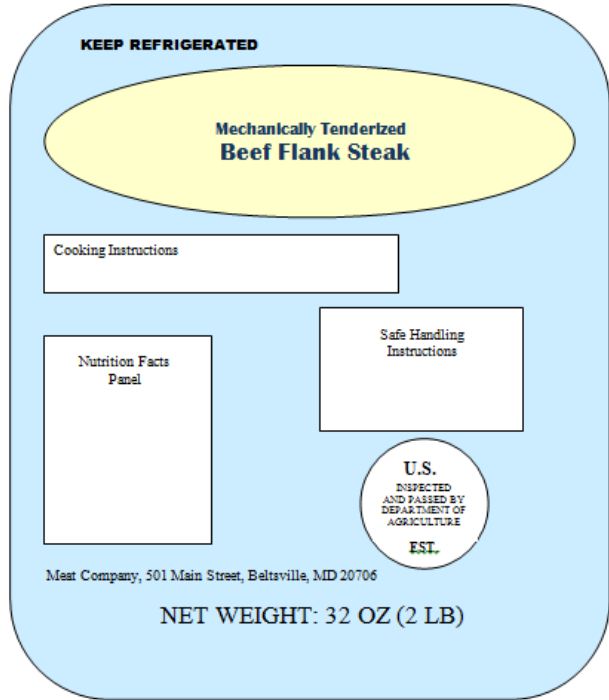 KEEP REFRIGERATED
Mechanically Tenderized
Beef Flank Steak
Cooking Instructions
Safe Handling
Instructions
Nutrition Facts
Panel
U.S.
INSPECTED
AND PASSED BY
DEPARTMENT OF
AGRICULTURE
EST.
Meat Company, 501 Main Street, Beltsville, MD 20706
NET WEIGHT: 32 OZ (2 LB)